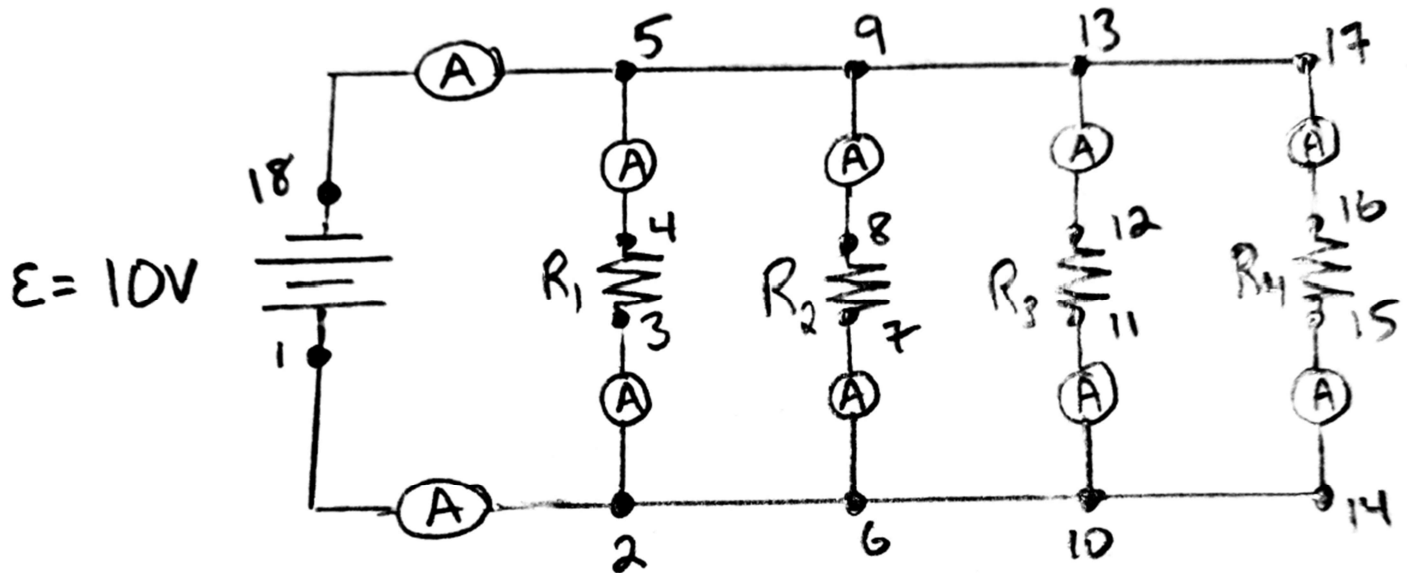 5 9 13 17
A
A A A A
18
4 8 12 16
ε= 10V R₁ R₂ R₃ R₄
3 7 11 15
1
A A A A
A
2 6 10 14